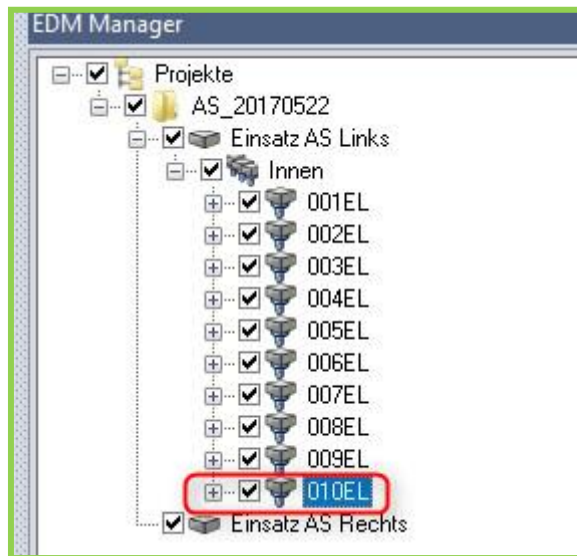 EDM Manager
Projekte
AS_20170522
Einsatz AS Links
Innen
001EL
002EL
003EL
004EL
005EL
006EL
007EL
008EL
009EL
010EL
Einsatz AS Rechts